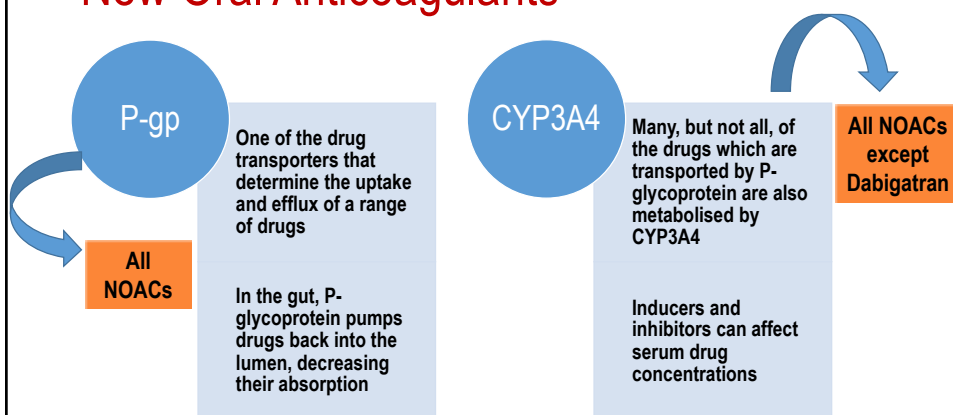 New Oral Anticoagulants
P-gp
One of the drug
transporters that
determine the uptake
and efflux of a range
of drugs
All
NOACs
In the gut, P-
glycoprotein pumps
drugs back into the
lumen, decreasing
their absorption
CYP3A4
Many, but not all, of
the drugs which are
transported by P-
glycoprotein are also
metabolised by
CYP3A4
All NOACs
except
Dabigatran
Inducers and
inhibitors can affect
serum drug
concentrations